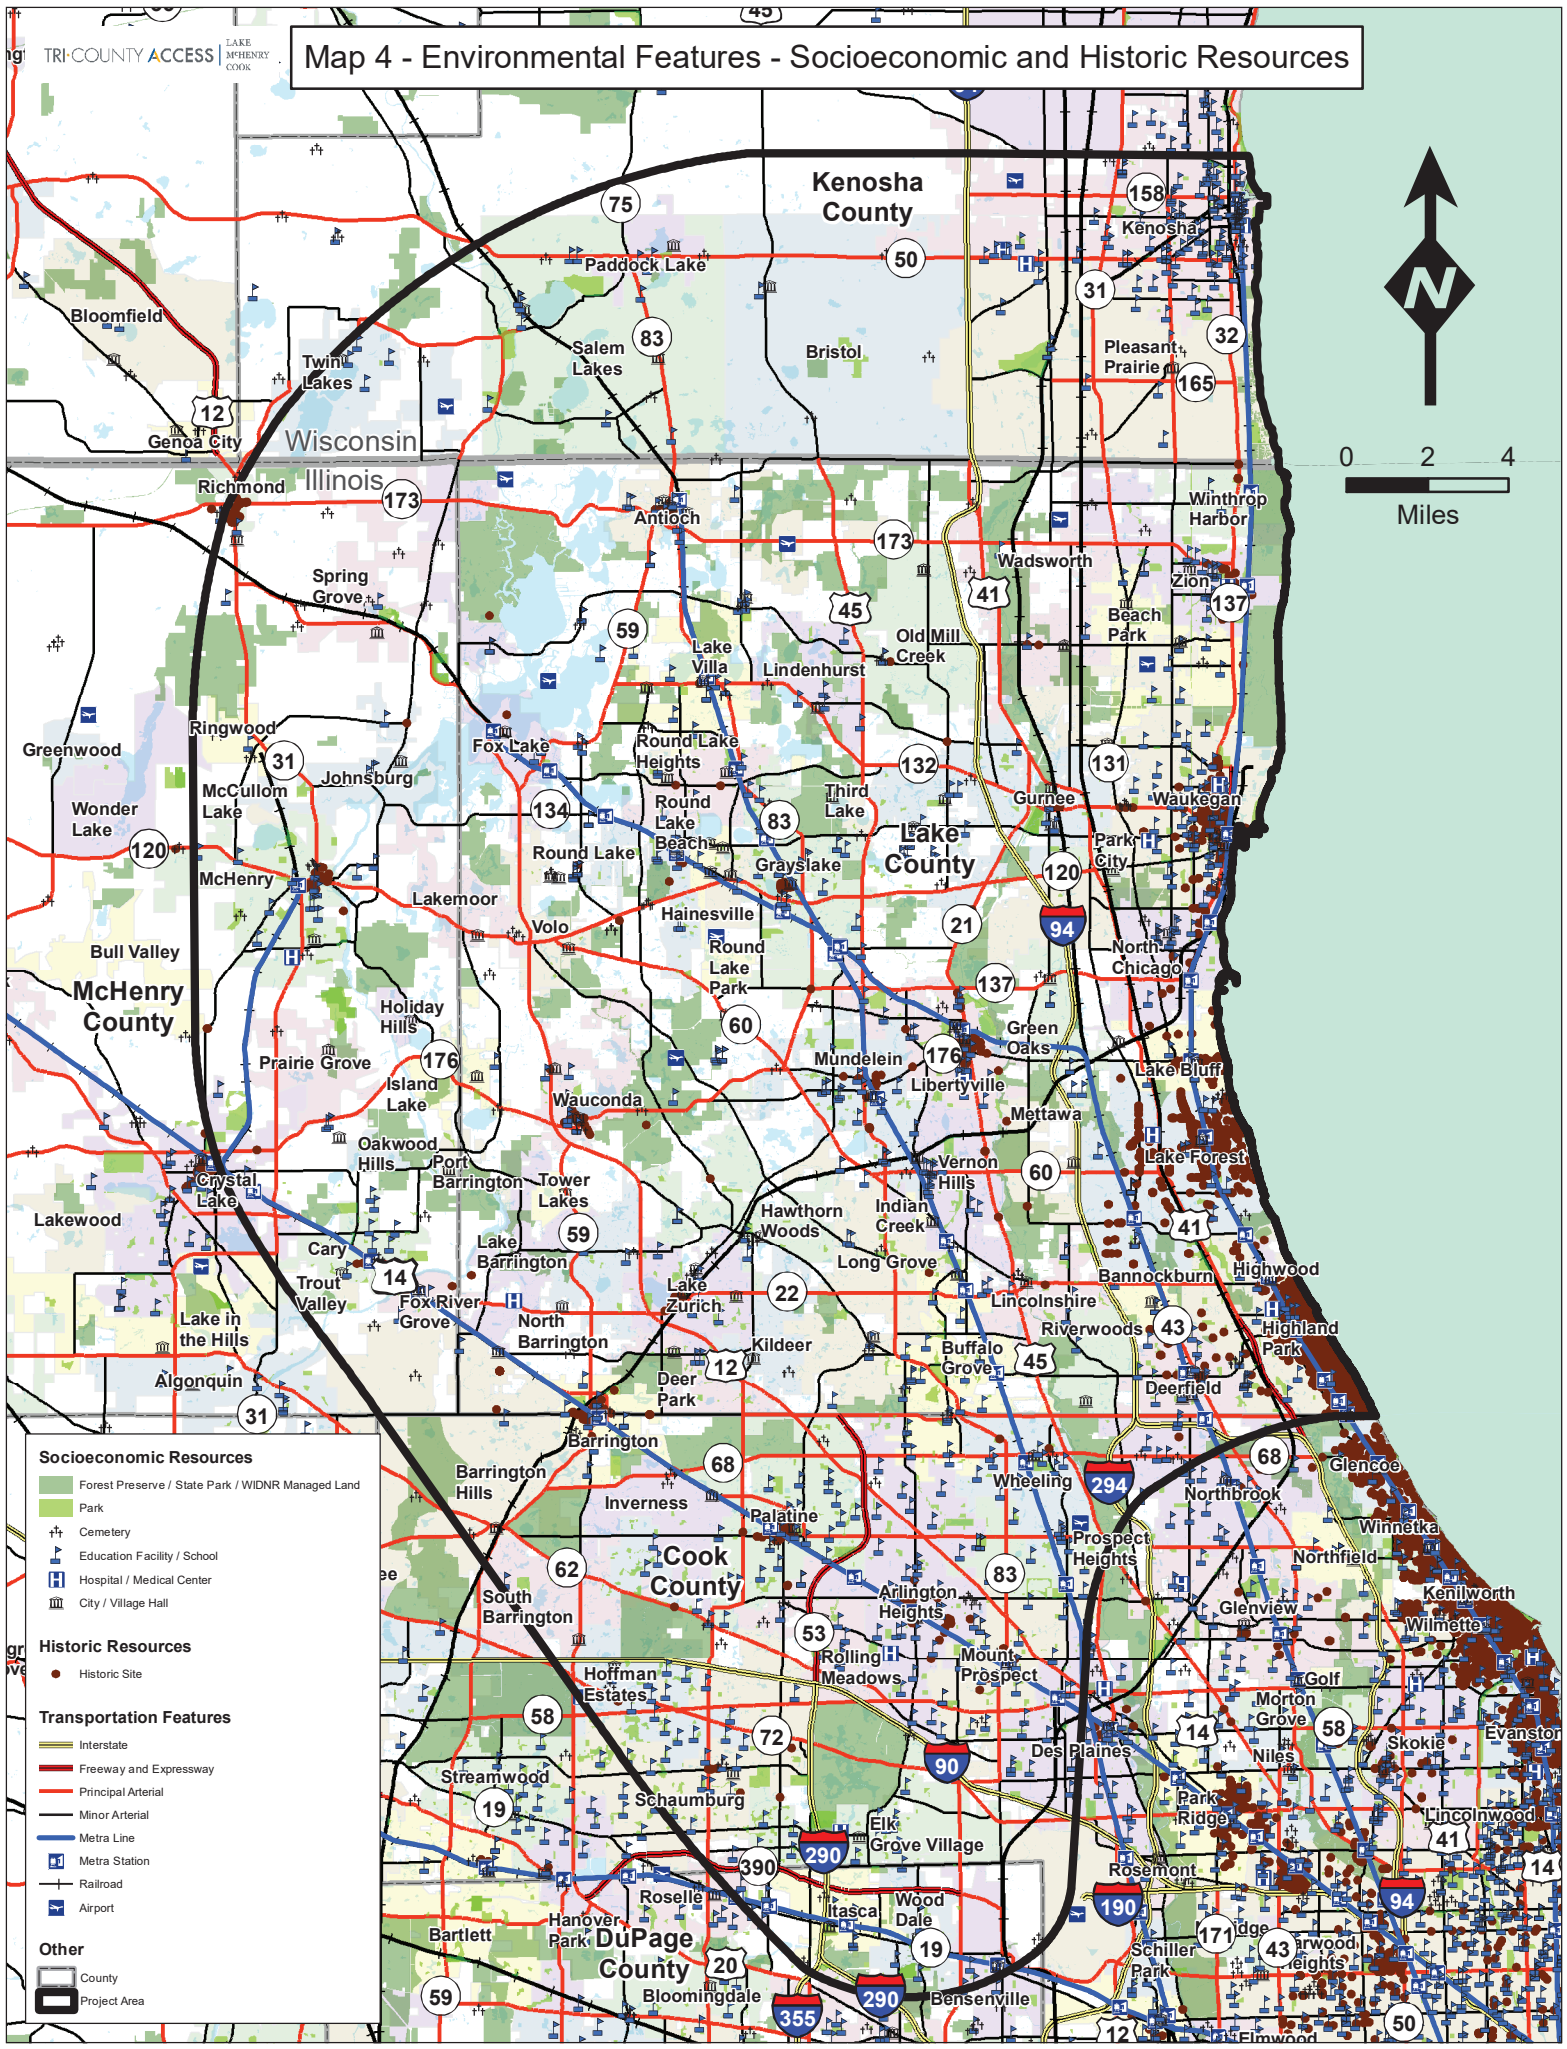 45
TRI·COUNTY ACCESS
LAKE
McHENRY
COOK
Map 4 - Environmental Features - Socioeconomic and Historic Resources
Kenosha
County
75
158
Kenosha
Paddock Lake
50
31
Bloomfield
83
32
Twin
Lakes
Salem
Lakes
Bristol
Pleasant
Prairie
165
12
Genoa City
Wisconsin
Illinois
N
0 2 4
Miles
Richmond
173
Antioch
Winthrop
Harbor
173
Wadsworth
Spring
Grove
Zion
41
137
45
Beach
Park
59
Old Mill
Creek
Lake
Villa
Lindenhurst
Ringwood
Greenwood
Fox Lake
Round Lake
Heights
31
Johnsburg
132
131
McCullom
Lake
Third
Lake
Gurnee
Waukegan
Wonder
Lake
134
Round
Lake
Beach
83
Lake
County
Park
City
120
Round Lake
Grayslake
120
McHenry
Lakemoor
Hainesville
21
94
Volo
Bull Valley
Round
Lake
Park
North
Chicago
McHenry
County
137
Holiday
Hills
60
Green
Oaks
Prairie Grove
176
Mundelein
176
Lake Bluff
Island
Lake
Libertyville
Wauconda
Mettawa
Oakwood
Hills
Port
Barrington
Lake Forest
Crystal
Lake
Tower
Lakes
Vernon
Hills
60
Lakewood
Hawthorn
Woods
Indian
Creek
41
59
Cary
Lake
Barrington
Long Grove
Highwood
14
Trout
Valley
Bannockburn
Fox River
Grove
Lake
Zurich
22
Lincolnshire
Lake in
the Hills
North
Barrington
Riverwoods
43
Highland
Park
Kildeer
Buffalo
Grove
45
12
Algonquin
Deer
Park
Deerfield
31
Barrington
68
68
Glencoe
Barrington
Hills
Wheeling
294
Northbrook
Inverness
Palatine
Winnetka
Prospect
Heights
Cook
County
Northfield
62
83
South
Barrington
Arlington
Heights
Kenilworth
Glenview
Wilmette
53
Rolling
Meadows
Mount
Prospect
Hoffman
Estates
Golf
Morton
Grove
58
58
72
14
Evanston
Skokie
Des Plaines
Niles
90
Streamwood
19
Schaumburg
Park
Ridge
Lincolnwood
Elk
Grove Village
41
290
390
14
Rosemont
Roselle
190
94
Itasca
Wood
Dale
Hanover
Park
Bartlett
DuPage
County
19
171
43
Schiller
Park
20
59
Bloomingdale
290
Bensenville
355
12
50
Elmwood
Socioeconomic Resources
Forest Preserve / State Park / WIDNR Managed Land
Park
Cemetery
Education Facility / School
Hospital / Medical Center
City / Village Hall
Historic Resources
Historic Site
Transportation Features
Interstate
Freeway and Expressway
Principal Arterial
Minor Arterial
Metra Line
Metra Station
Railroad
Airport
Other
County
Project Area